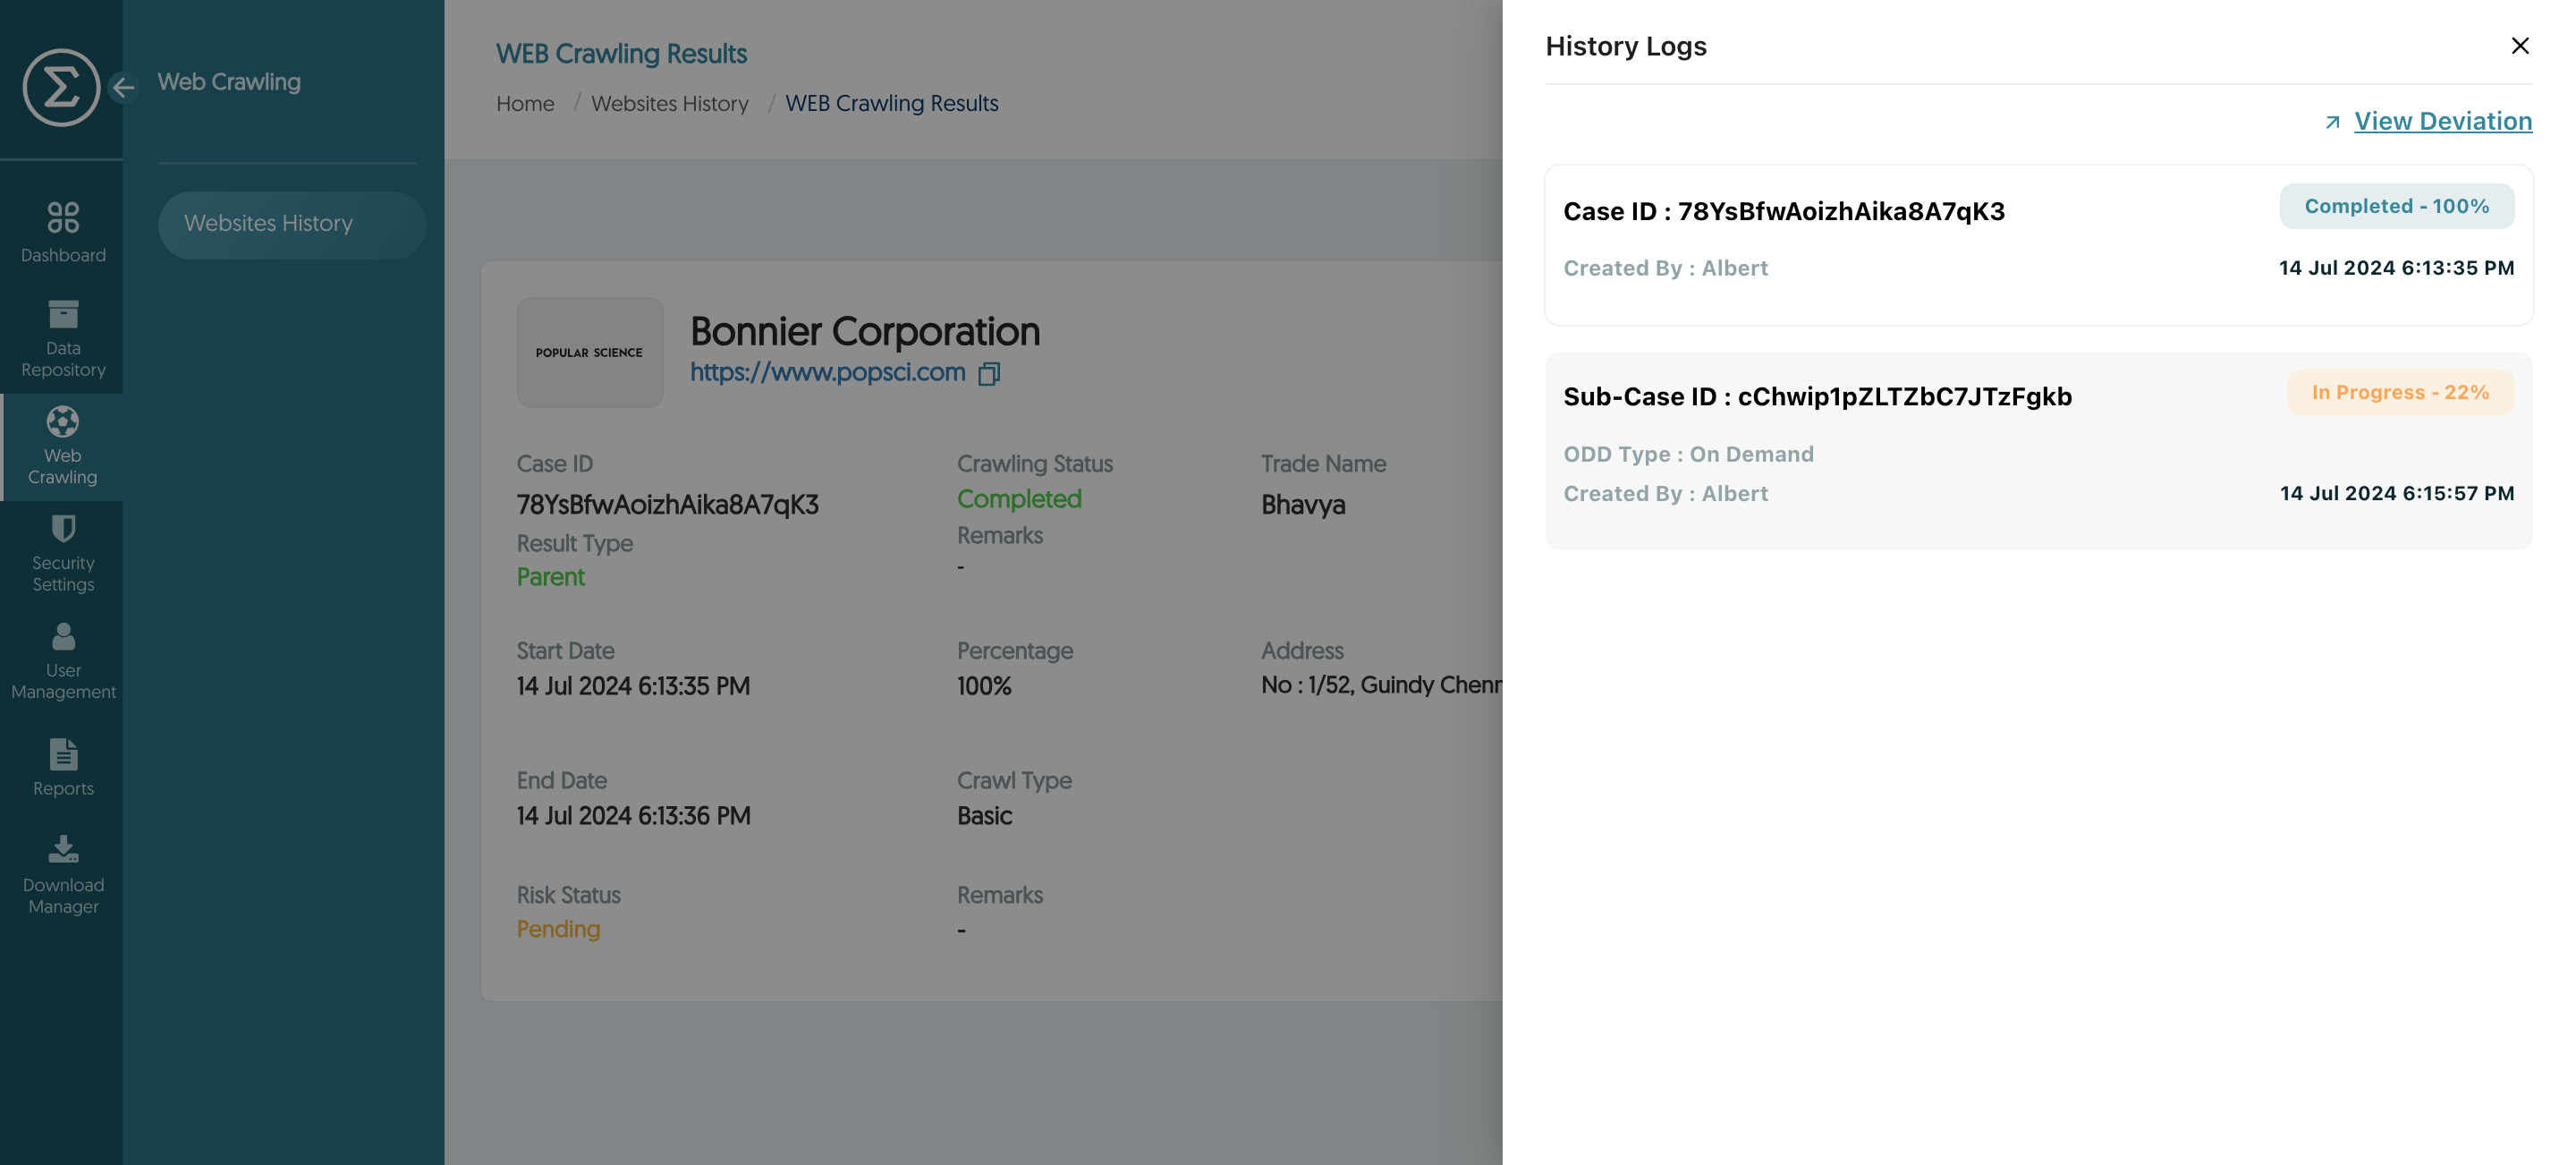 Σ
Dashboard
Data
Repository
Web
Crawling
Security
Settings
User
Management
Reports
Download
Manager
Web Crawling
Websites History
WEB Crawling Results
Home / Websites History / WEB Crawling Results
POPULAR SCIENCE
Bonnier Corporation
https://www.popsci.com
Case ID
78YsBfwAoizhAika8A7qK3
Result Type
Parent
Crawling Status
Completed
Remarks
-
Trade Name
Bhavya
Start Date
14 Jul 2024 6:13:35 PM
Percentage
100%
Address
No : 1/52, Guindy
End Date
14 Jul 2024 6:13:36 PM
Crawl Type
Basic
Risk Status
Pending
Remarks
-
History Logs
View Deviation
Case ID : 78YsBfwAoizhAika8A7qK3
Completed - 100%
Created By : Albert
14 Jul 2024 6:13:35 PM
Sub-Case ID : cChwip1pZLTZbC7JTzFgkb
In Progress - 22%
ODD Type : On Demand
Created By : Albert
14 Jul 2024 6:15:57 PM